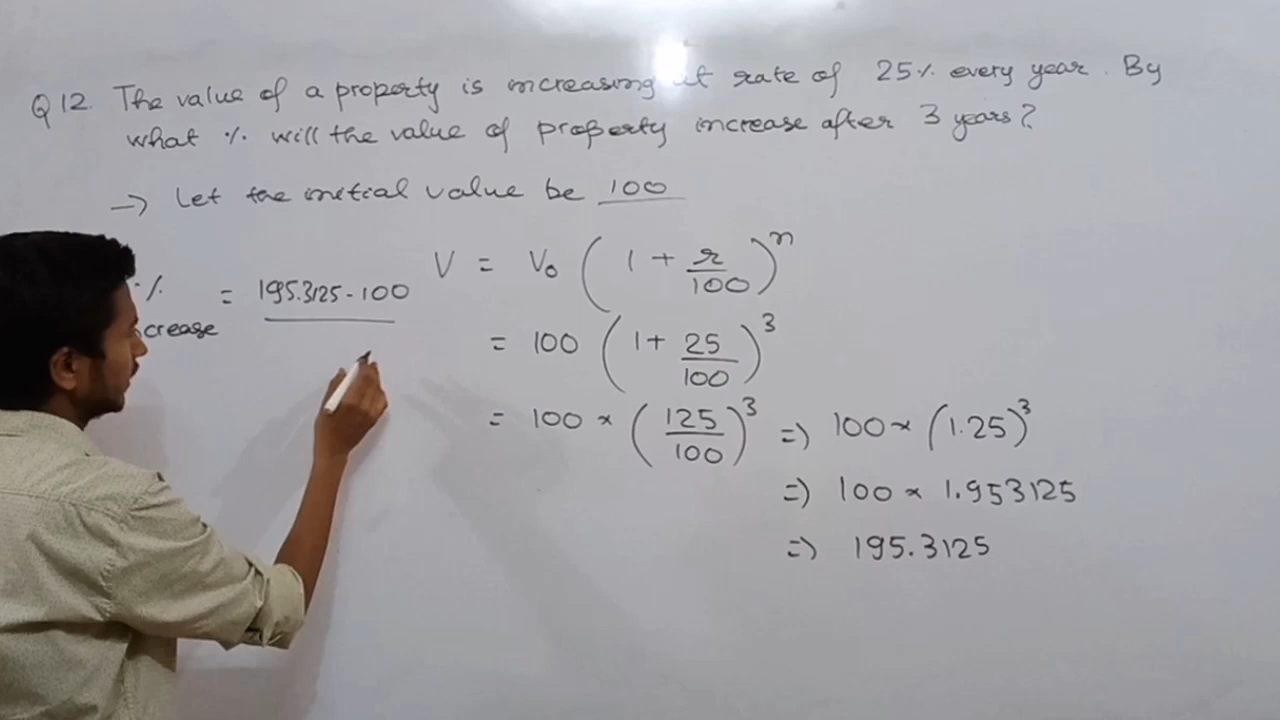 Q 12. The value of a property is increasing at rate of 25% every year. By
what % will the value of property increase after 3 years?
→ Let the initial value be 100
% crease = 195.3125 - 100
V = V₀ ( 1 + r/100 )ⁿ
= 100 ( 1 + 25/100 )³
= 100 × ( 125/100 )³ ⇒ 100 × (1.25)³
⇒ 100 × 1.953125
⇒ 195.3125